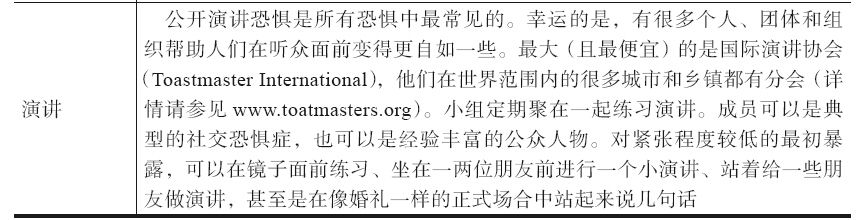 公开演讲恐惧是所有恐惧中最常见的。幸运的是，有很多个人、团体和组
织帮助人们在听众面前变得更自如一些。最大（且最便宜）的是国际演讲协会
（Toastmaster International），他们在世界范围内的很多城市和乡镇都有分会（详
演讲
情请参见 www.toatmasters.org）。小组定期聚在一起练习演讲。成员可以是典
型的社交恐惧症，也可以是经验丰富的公众人物。对紧张程度较低的最初暴
露，可以在镜子面前练习、坐在一两位朋友前进行一个小演讲、站着给一些朋
友做演讲，甚至是在像婚礼一样的正式场合中站起来说几句话